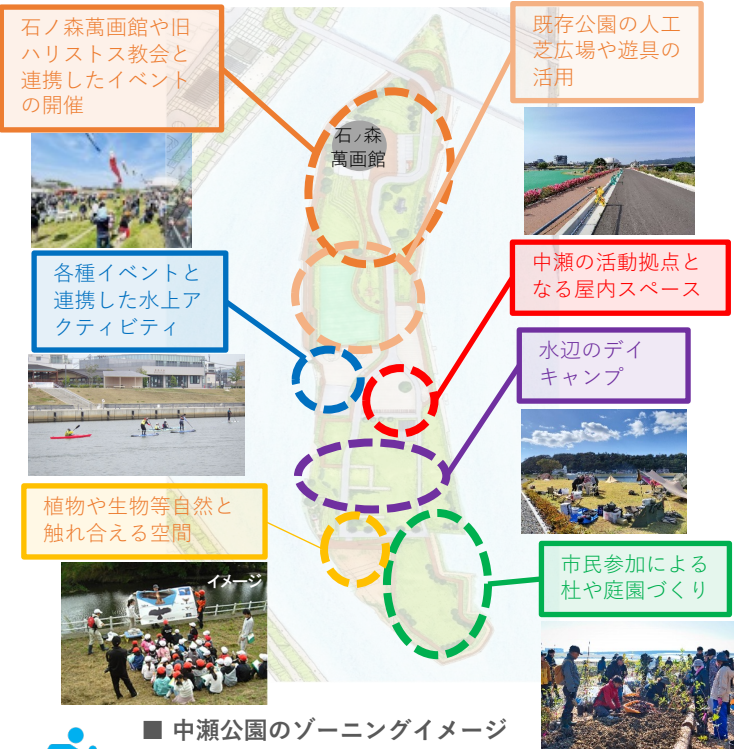 石ノ森萬画館や旧
ハリストス教会と
連携したイベント
の開催
既存公園の人工
芝広場や遊具の
活用
石ノ森
萬画館
各種イベントと
連携した水上ア
クティビティ
中瀬の活動拠点と
なる屋内スペース
水辺のデイ
キャンプ
植物や生物等自然と
触れ合える空間
イメージ
市民参加による
杜や庭園づくり
■ 中瀬公園のゾーニングイメージ